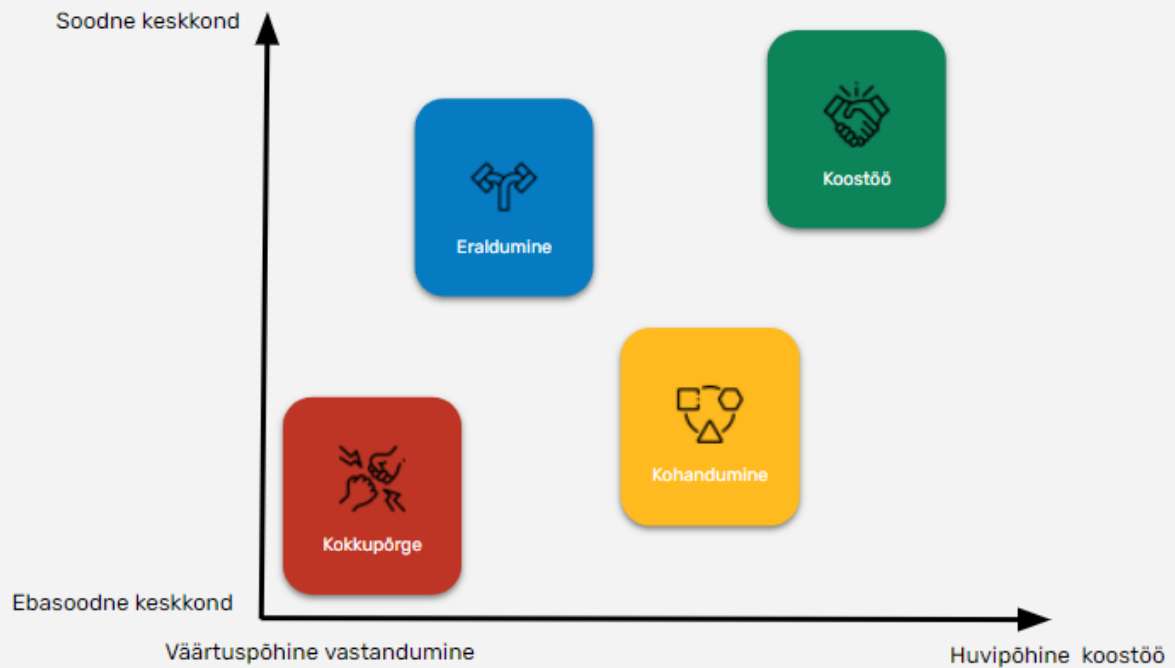 Soodne keskkond
Koostöö
Eraldumine
Kohandumine
Kokkupõrge
Ebasoodne keskkond
Väärtuspõhine vastandumine
Huvipõhine koostöö